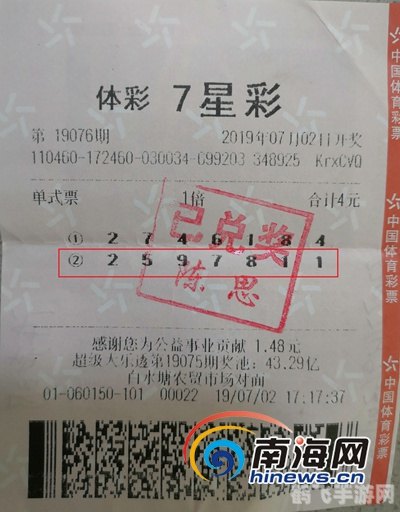 体彩 7星彩
第 19076期 2019年07月02日开奖
110460-172460-030034-699203 348925 KrxCVQ
单式票 1倍 合计4元
① 2 7 4 6 1 8 4
② 2 5 9 7 8 1 1
已兑奖
陈思
感谢您为公益事业贡献 1.48元
超级大乐透第19075期奖池: 43.29亿
白水塘农贸市场对面
01-060150-101 00022 19/07/02 17:17:37
南海网
hinews.cn
鹤飞手游网
中国体育彩票
中国体育彩票
中国体育彩票